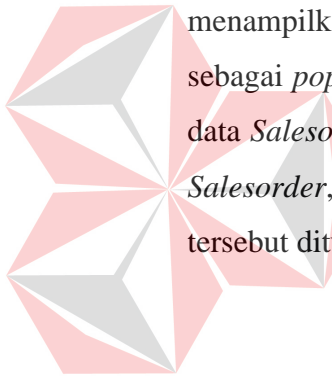 menampilk
sebagai pop
data Saleso
Salesorder,
tersebut dit